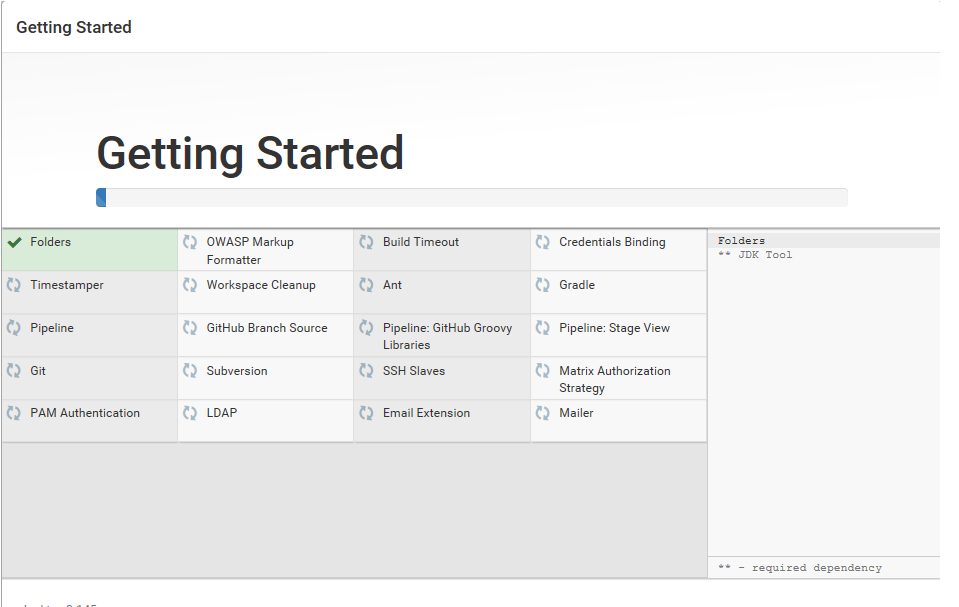 Getting Started
Getting Started
Folders
OWASP Markup
Formatter
Build Timeout
Credentials Binding
Timestamper
Workspace Cleanup
Ant
Gradle
Pipeline
GitHub Branch Source
Pipeline: GitHub Groovy
Libraries
Pipeline: Stage View
Git
Subversion
SSH Slaves
Matrix Authorization
Strategy
PAM Authentication
LDAP
Email Extension
Mailer
Folders
** JDK Tool
** - required dependency